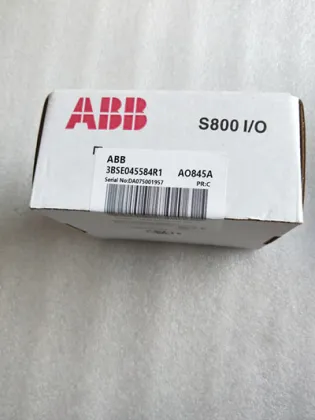 ABB
S800 I/O
ABB
3BSE045584R1 AO845A
Serial No:DA075001957
PR:C